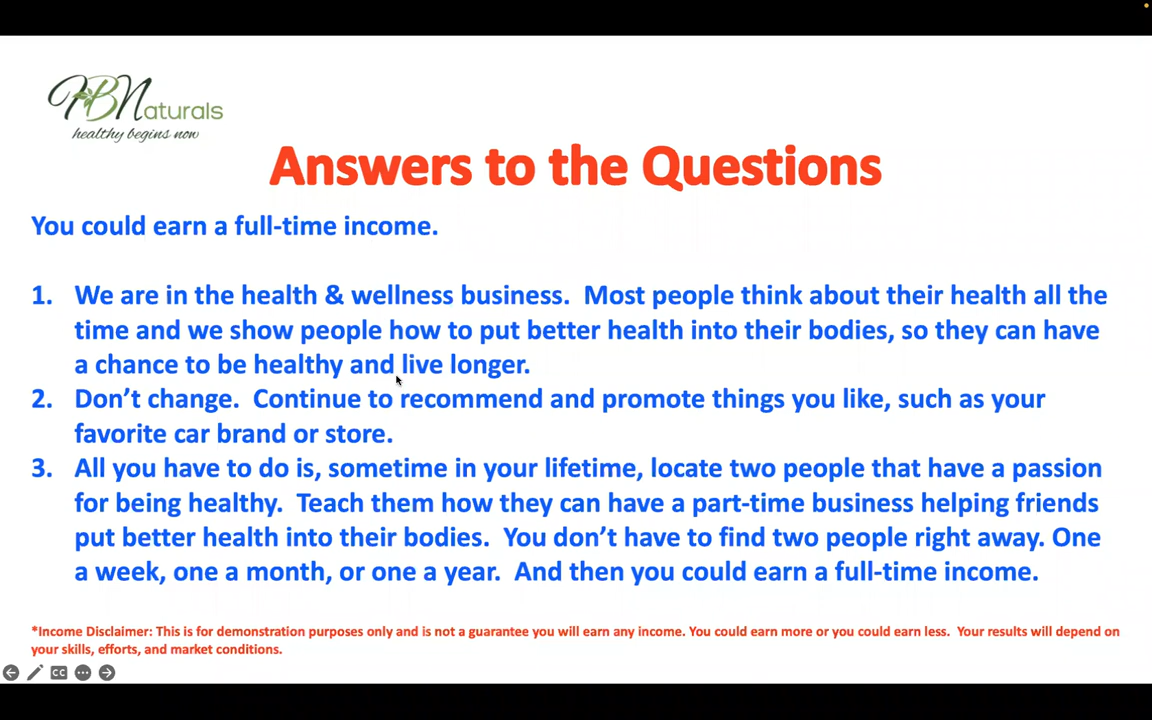 HBNaturals
healthy begins now
Answers to the Questions
You could earn a full-time income.
1. We are in the health & wellness business. Most people think about their health all the
time and we show people how to put better health into their bodies, so they can have
a chance to be healthy and live longer.
2. Don’t change. Continue to recommend and promote things you like, such as your
favorite car brand or store.
3. All you have to do is, sometime in your lifetime, locate two people that have a passion
for being healthy. Teach them how they can have a part-time business helping friends
put better health into their bodies. You don’t have to find two people right away. One
a week, one a month, or one a year. And then you could earn a full-time income.
*Income Disclaimer: This is for demonstration purposes only and is not a guarantee you will earn any income. You could earn more or you could earn less. Your results will depend on
your skills, efforts, and market conditions.
CC